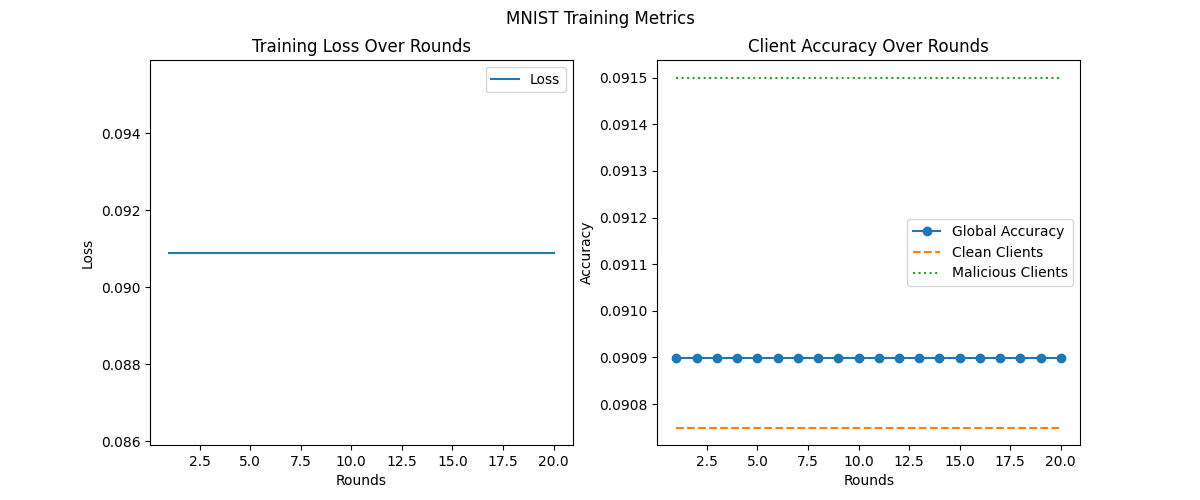 MNIST Training Metrics
Training Loss Over Rounds
Loss
0.094
0.092
0.090
0.088
0.086
Loss
2.5 5.0 7.5 10.0 12.5 15.0 17.5 20.0
Rounds
Client Accuracy Over Rounds
0.0915
0.0914
0.0913
0.0912
0.0911
0.0910
0.0909
0.0908
Accuracy
Global Accuracy
Clean Clients
Malicious Clients
2.5 5.0 7.5 10.0 12.5 15.0 17.5 20.0
Rounds